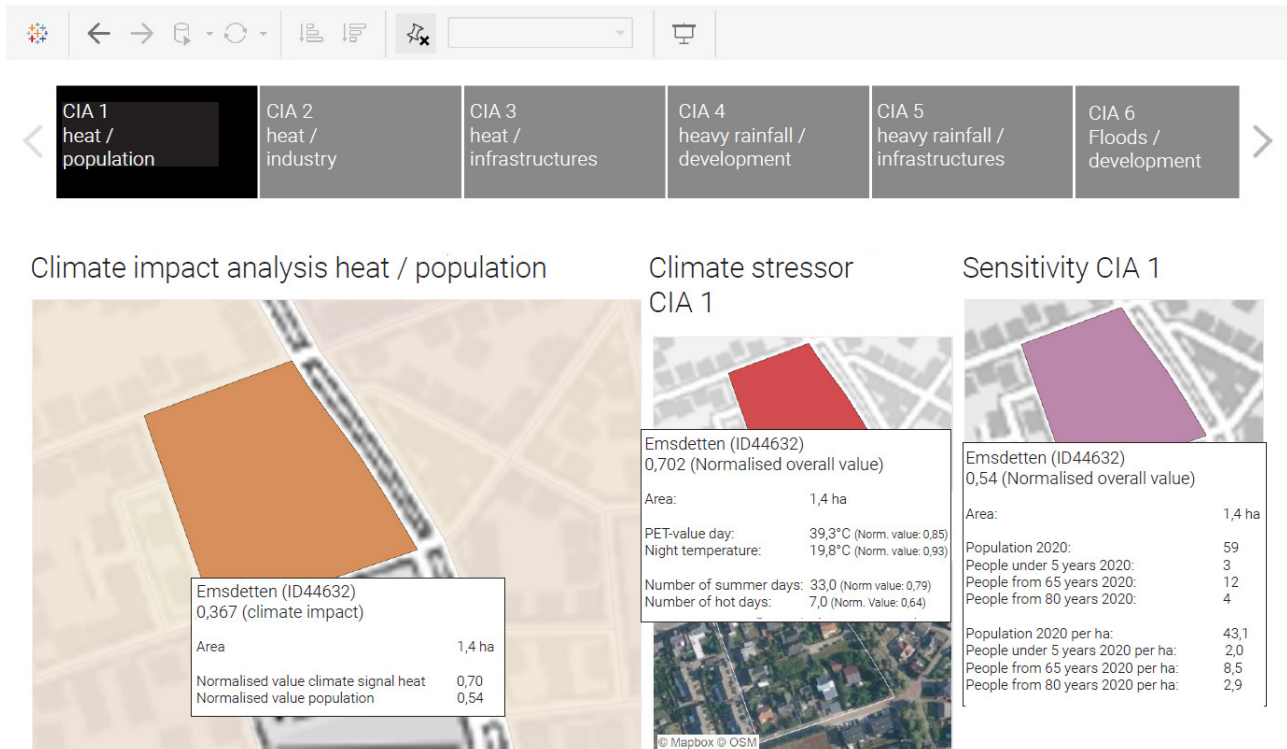 CIA 1
heat /
population
CIA 2
heat /
industry
CIA 3
heat /
infrastructures
CIA 4
heavy rainfall /
development
CIA 5
heavy rainfall /
infrastructures
CIA 6
Floods /
development
Climate impact analysis heat / population
Emsdetten (ID44632)
0,367 (climate impact)
Area 1,4 ha
Normalised value climate signal heat 0,70
Normalised value population 0,54
Climate stressor
CIA 1
Emsdetten (ID44632)
0,702 (Normalised overall value)
Area: 1,4 ha
PET-value day: 39,3°C (Norm. value: 0,85)
Night temperature: 19,8°C (Norm. value: 0,93)
Number of summer days: 33,0 (Norm value: 0,79)
Number of hot days: 7,0 (Norm. Value: 0,64)
© Mapbox © OSM
Sensitivity CIA 1
Emsdetten (ID44632)
0,54 (Normalised overall value)
Area: 1,4 ha
Population 2020: 59
People under 5 years 2020: 3
People from 65 years 2020: 12
People from 80 years 2020: 4
Population 2020 per ha: 43,1
People under 5 years 2020 per ha: 2,0
People from 65 years 2020 per ha: 8,5
People from 80 years 2020 per ha: 2,9